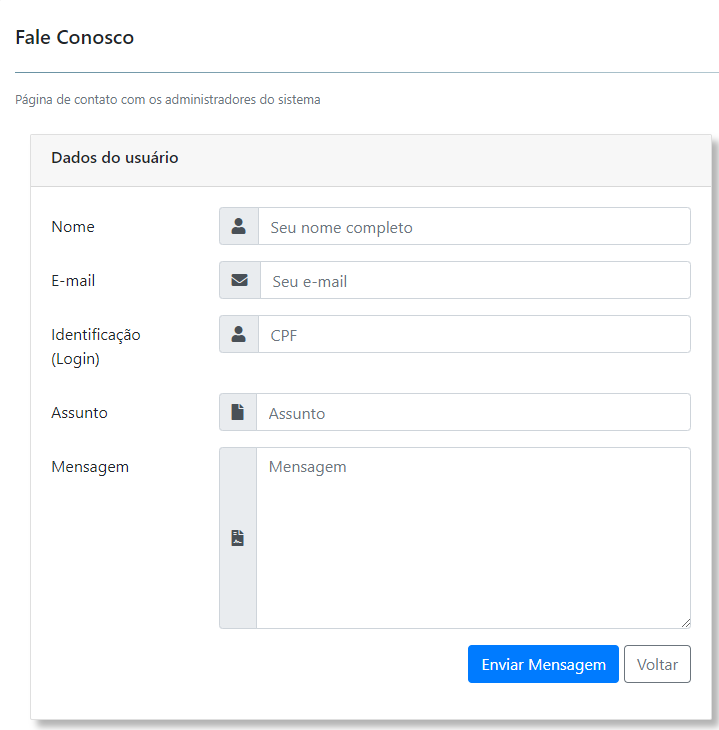 Fale Conosco
Página de contato com os administradores do sistema
Dados do usuário
Nome
Seu nome completo
E-mail
Seu e-mail
Identificação
(Login)
CPF
Assunto
Assunto
Mensagem
Mensagem
Enviar Mensagem
Voltar